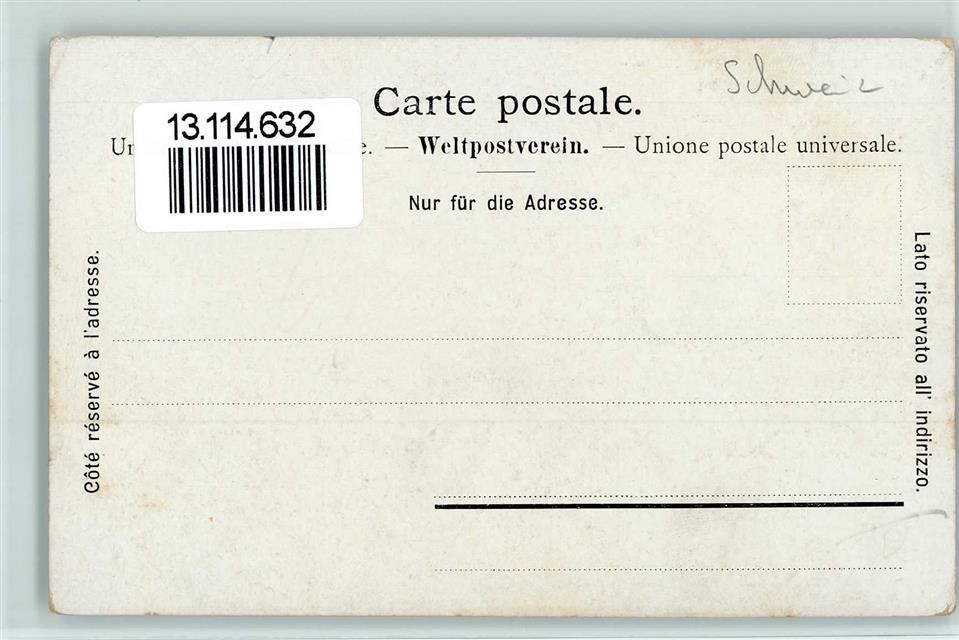 Schweiz
Carte postale.
13.114.632
Un e. — Weltpostverein. — Unione postale universale.
Nur für die Adresse.
Côté réservé à l'adresse.
Lato riservato all' indirizzo.